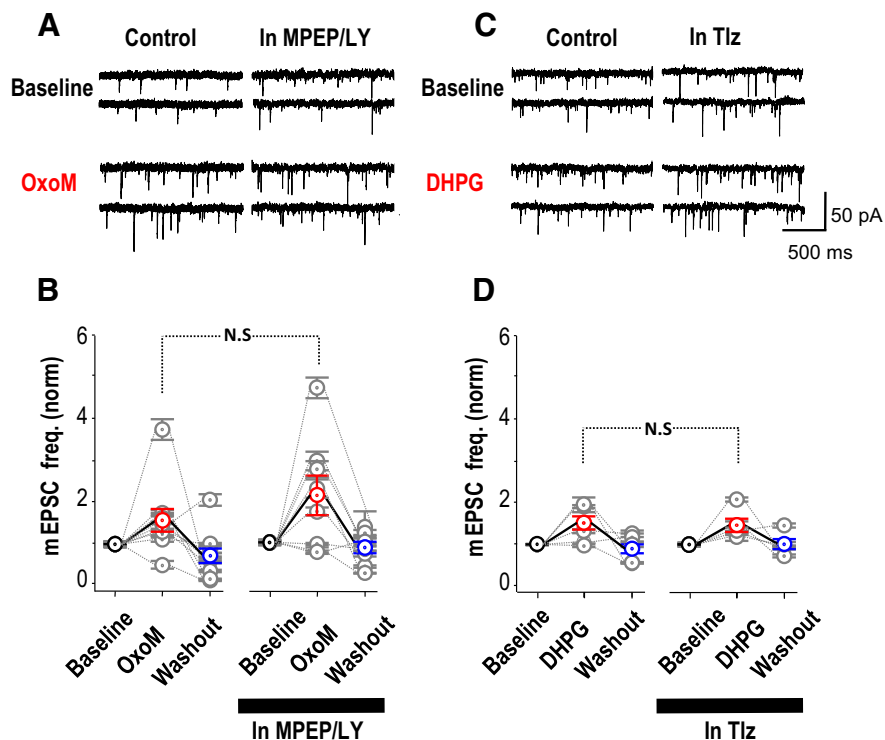 A
Control
In MPEP/LY
Baseline
OxoM
C
Control
In Tlz
Baseline
DHPG
50 pA
500 ms
B
mEPSC freq. (norm)
6
4
2
0
N.S
Baseline
OxoM
Washout
Baseline
OxoM
Washout
In MPEP/LY
D
mEPSC freq. (norm)
6
4
2
0
N.S
Baseline
DHPG
Washout
Baseline
DHPG
Washout
In Tlz